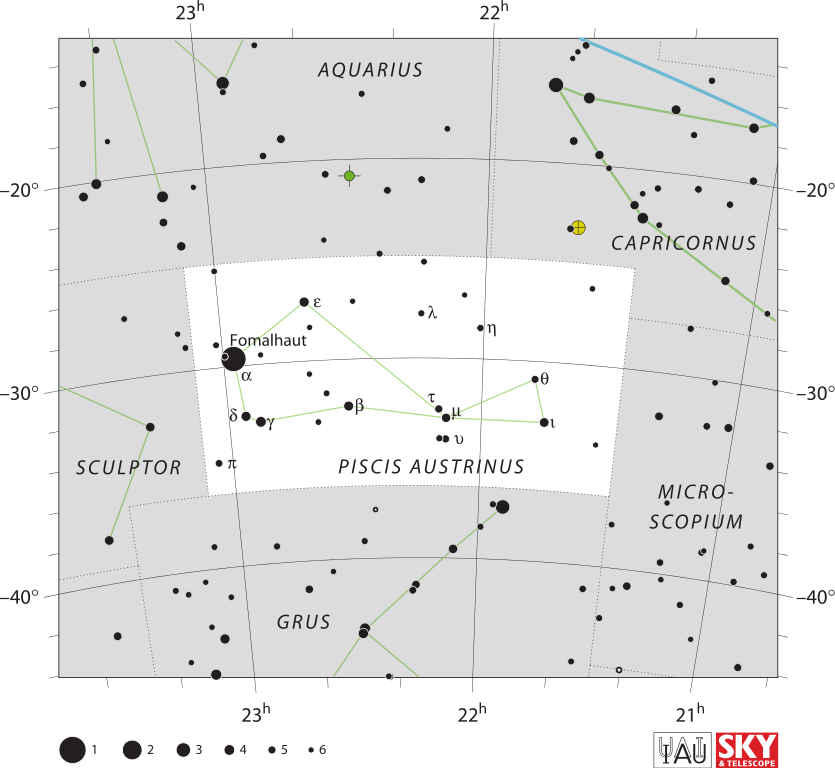 23h 22h
AQUARIUS
–20° –20°
CAPRICORNUS
ε
λ
η
Fomalhaut
–30° α θ –30°
τ
δ γ β μ ι
υ
π PISCIS AUSTRINUS
SCULPTOR
MICRO-
SCOPIUM
–40° –40°
GRUS
23h 22h 21h
1 2 3 4 5 6
IAU SKY
& TELESCOPE